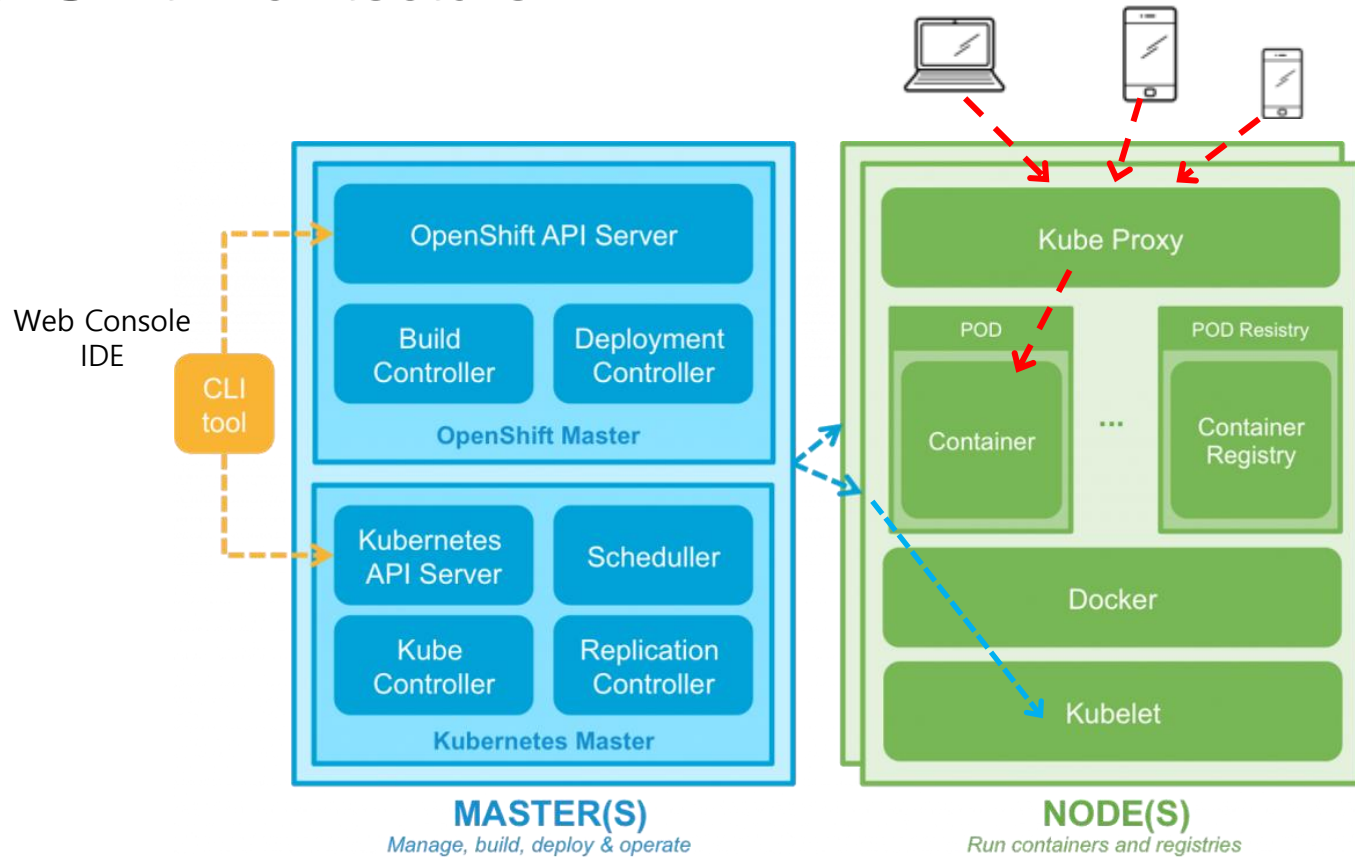 Web Console
IDE
CLI
tool
OpenShift API Server
Build
Controller
Deployment
Controller
OpenShift Master
Kubernetes
API Server
Scheduller
Kube
Controller
Replication
Controller
Kubernetes Master
MASTER(S)
Manage, build, deploy & operate
Kube Proxy
POD
Container
...
POD Registry
Container
Registry
Docker
Kubelet
NODE(S)
Run containers and registries